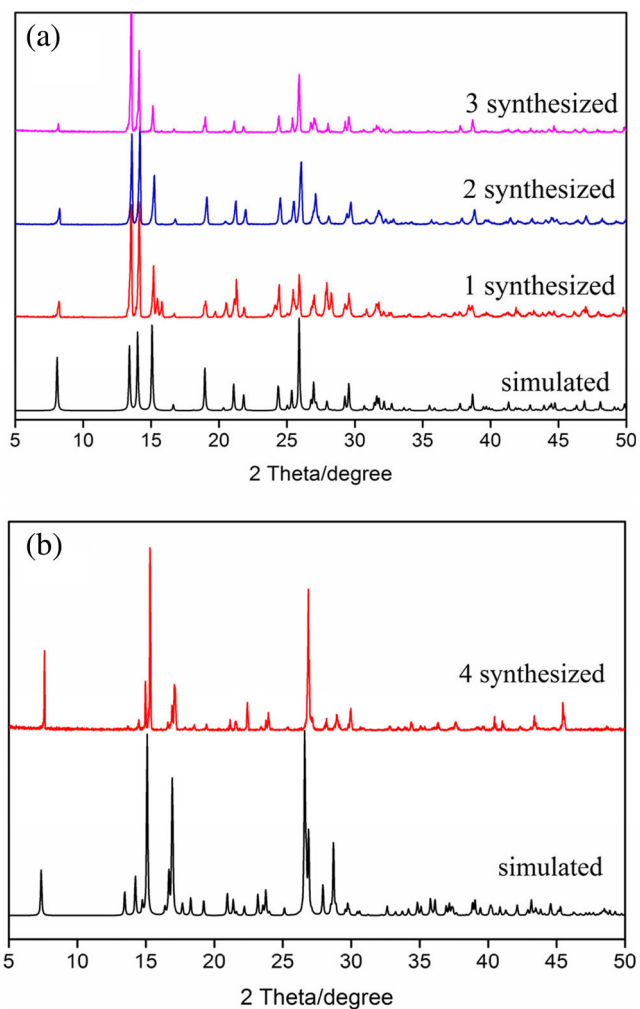 (a)
3 synthesized
2 synthesized
1 synthesized
simulated
5 10 15 20 25 30 35 40 45 50
2 Theta/degree
(b)
4 synthesized
simulated
5 10 15 20 25 30 35 40 45 50
2 Theta/degree